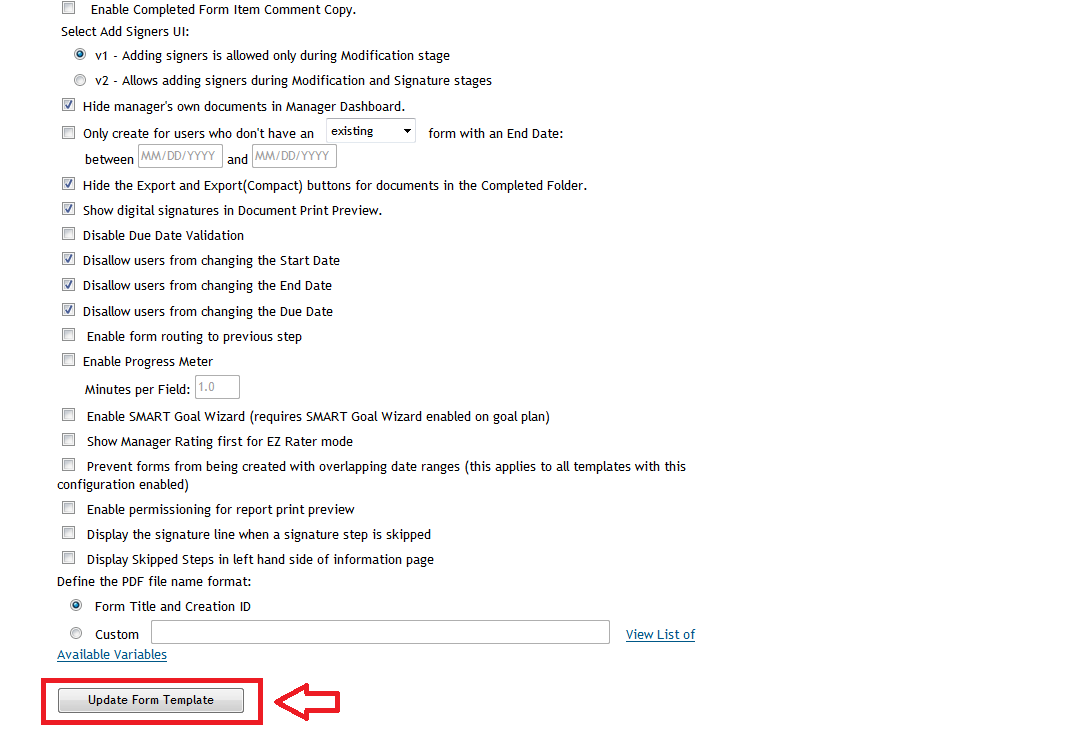 Enable Completed Form Item Comment Copy.
Select Add Signers UI:
v1 - Adding signers is allowed only during Modification stage
v2 - Allows adding signers during Modification and Signature stages
Hide manager's own documents in Manager Dashboard.
Only create for users who don't have an existing form with an End Date:
between MM/DD/YYYY and MM/DD/YYYY
Hide the Export and Export(Compact) buttons for documents in the Completed Folder.
Show digital signatures in Document Print Preview.
Disable Due Date Validation
Disallow users from changing the Start Date
Disallow users from changing the End Date
Disallow users from changing the Due Date
Enable form routing to previous step
Enable Progress Meter
Minutes per Field: 1.0
Enable SMART Goal Wizard (requires SMART Goal Wizard enabled on goal plan)
Show Manager Rating first for EZ Rater mode
Prevent forms from being created with overlapping date ranges (this applies to all templates with this
configuration enabled)
Enable permissioning for report print preview
Display the signature line when a signature step is skipped
Display Skipped Steps in left hand side of information page
Define the PDF file name format:
Form Title and Creation ID
Custom View List of
Available Variables
Update Form Template